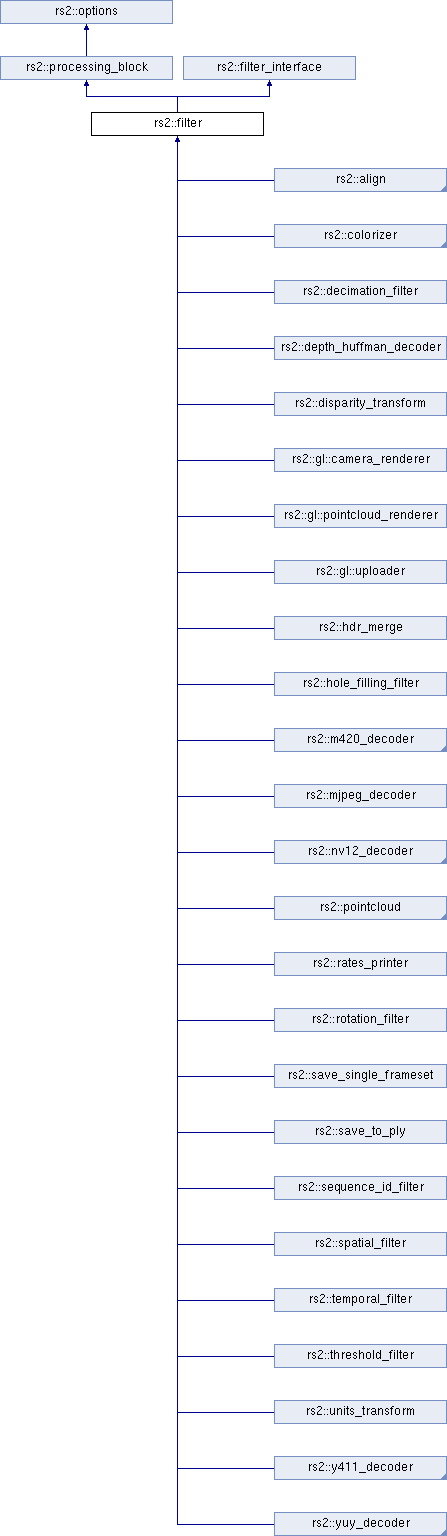 rs2::options
rs2::processing_block
rs2::filter_interface
rs2::filter
rs2::align
rs2::colorizer
rs2::decimation_filter
rs2::depth_huffman_decoder
rs2::disparity_transform
rs2::gl::camera_renderer
rs2::gl::pointcloud_renderer
rs2::gl::uploader
rs2::hdr_merge
rs2::hole_filling_filter
rs2::m420_decoder
rs2::mjpeg_decoder
rs2::nv12_decoder
rs2::pointcloud
rs2::rates_printer
rs2::rotation_filter
rs2::save_single_frameset
rs2::save_to_ply
rs2::sequence_id_filter
rs2::spatial_filter
rs2::temporal_filter
rs2::threshold_filter
rs2::units_transform
rs2::y411_decoder
rs2::yuy_decoder